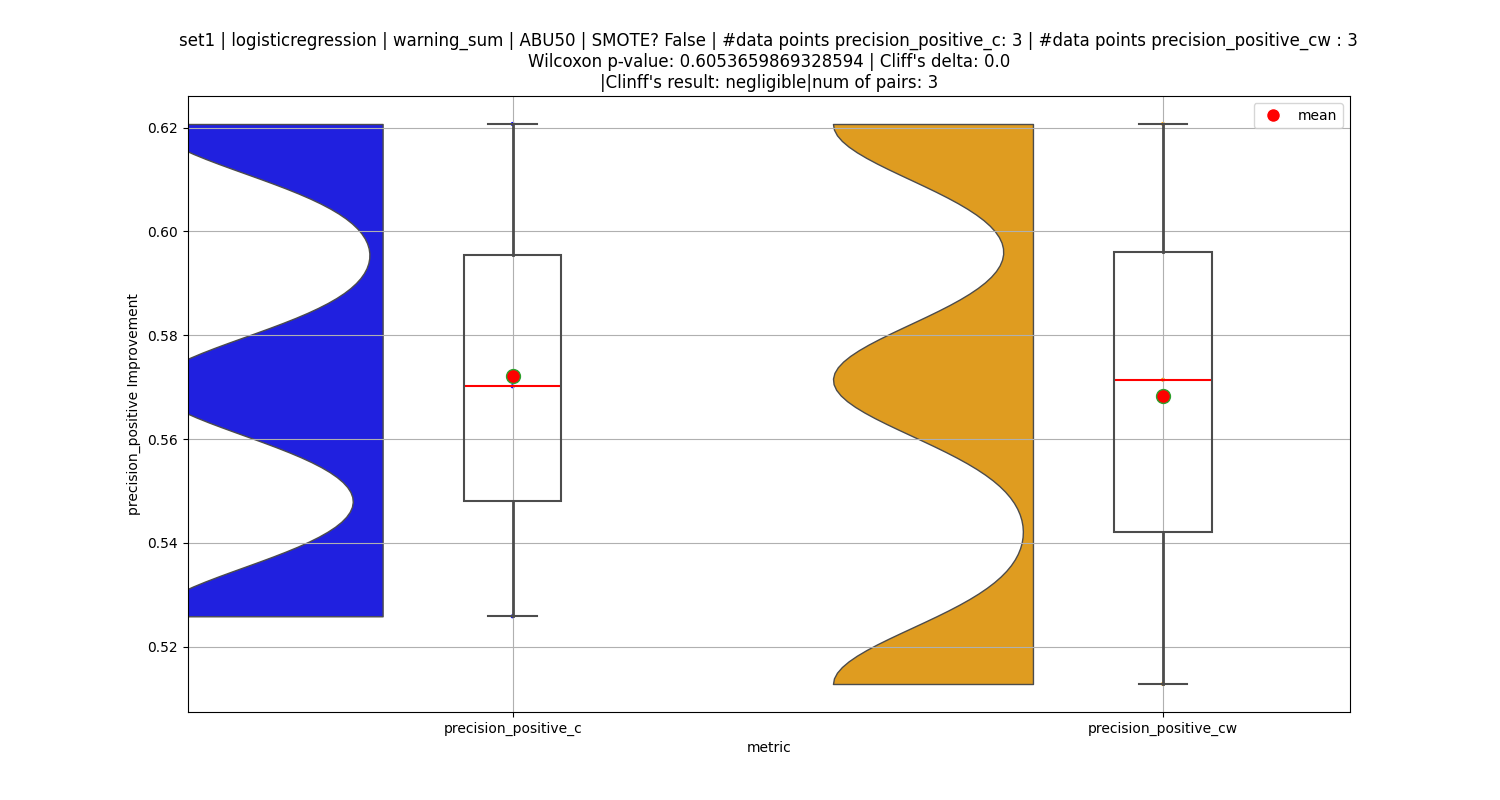 set1 | logisticregression | warning_sum | ABU50 | SMOTE? False | #data points precision_positive_c: 3 | #data points precision_positive_cw : 3
Wilcoxon p-value: 0.6053659869328594 | Cliff's delta: 0.0
|Clinff's result: negligible|num of pairs: 3
mean
precision_positive Improvement
0.62
0.60
0.58
0.56
0.54
0.52
precision_positive_c
precision_positive_cw
metric